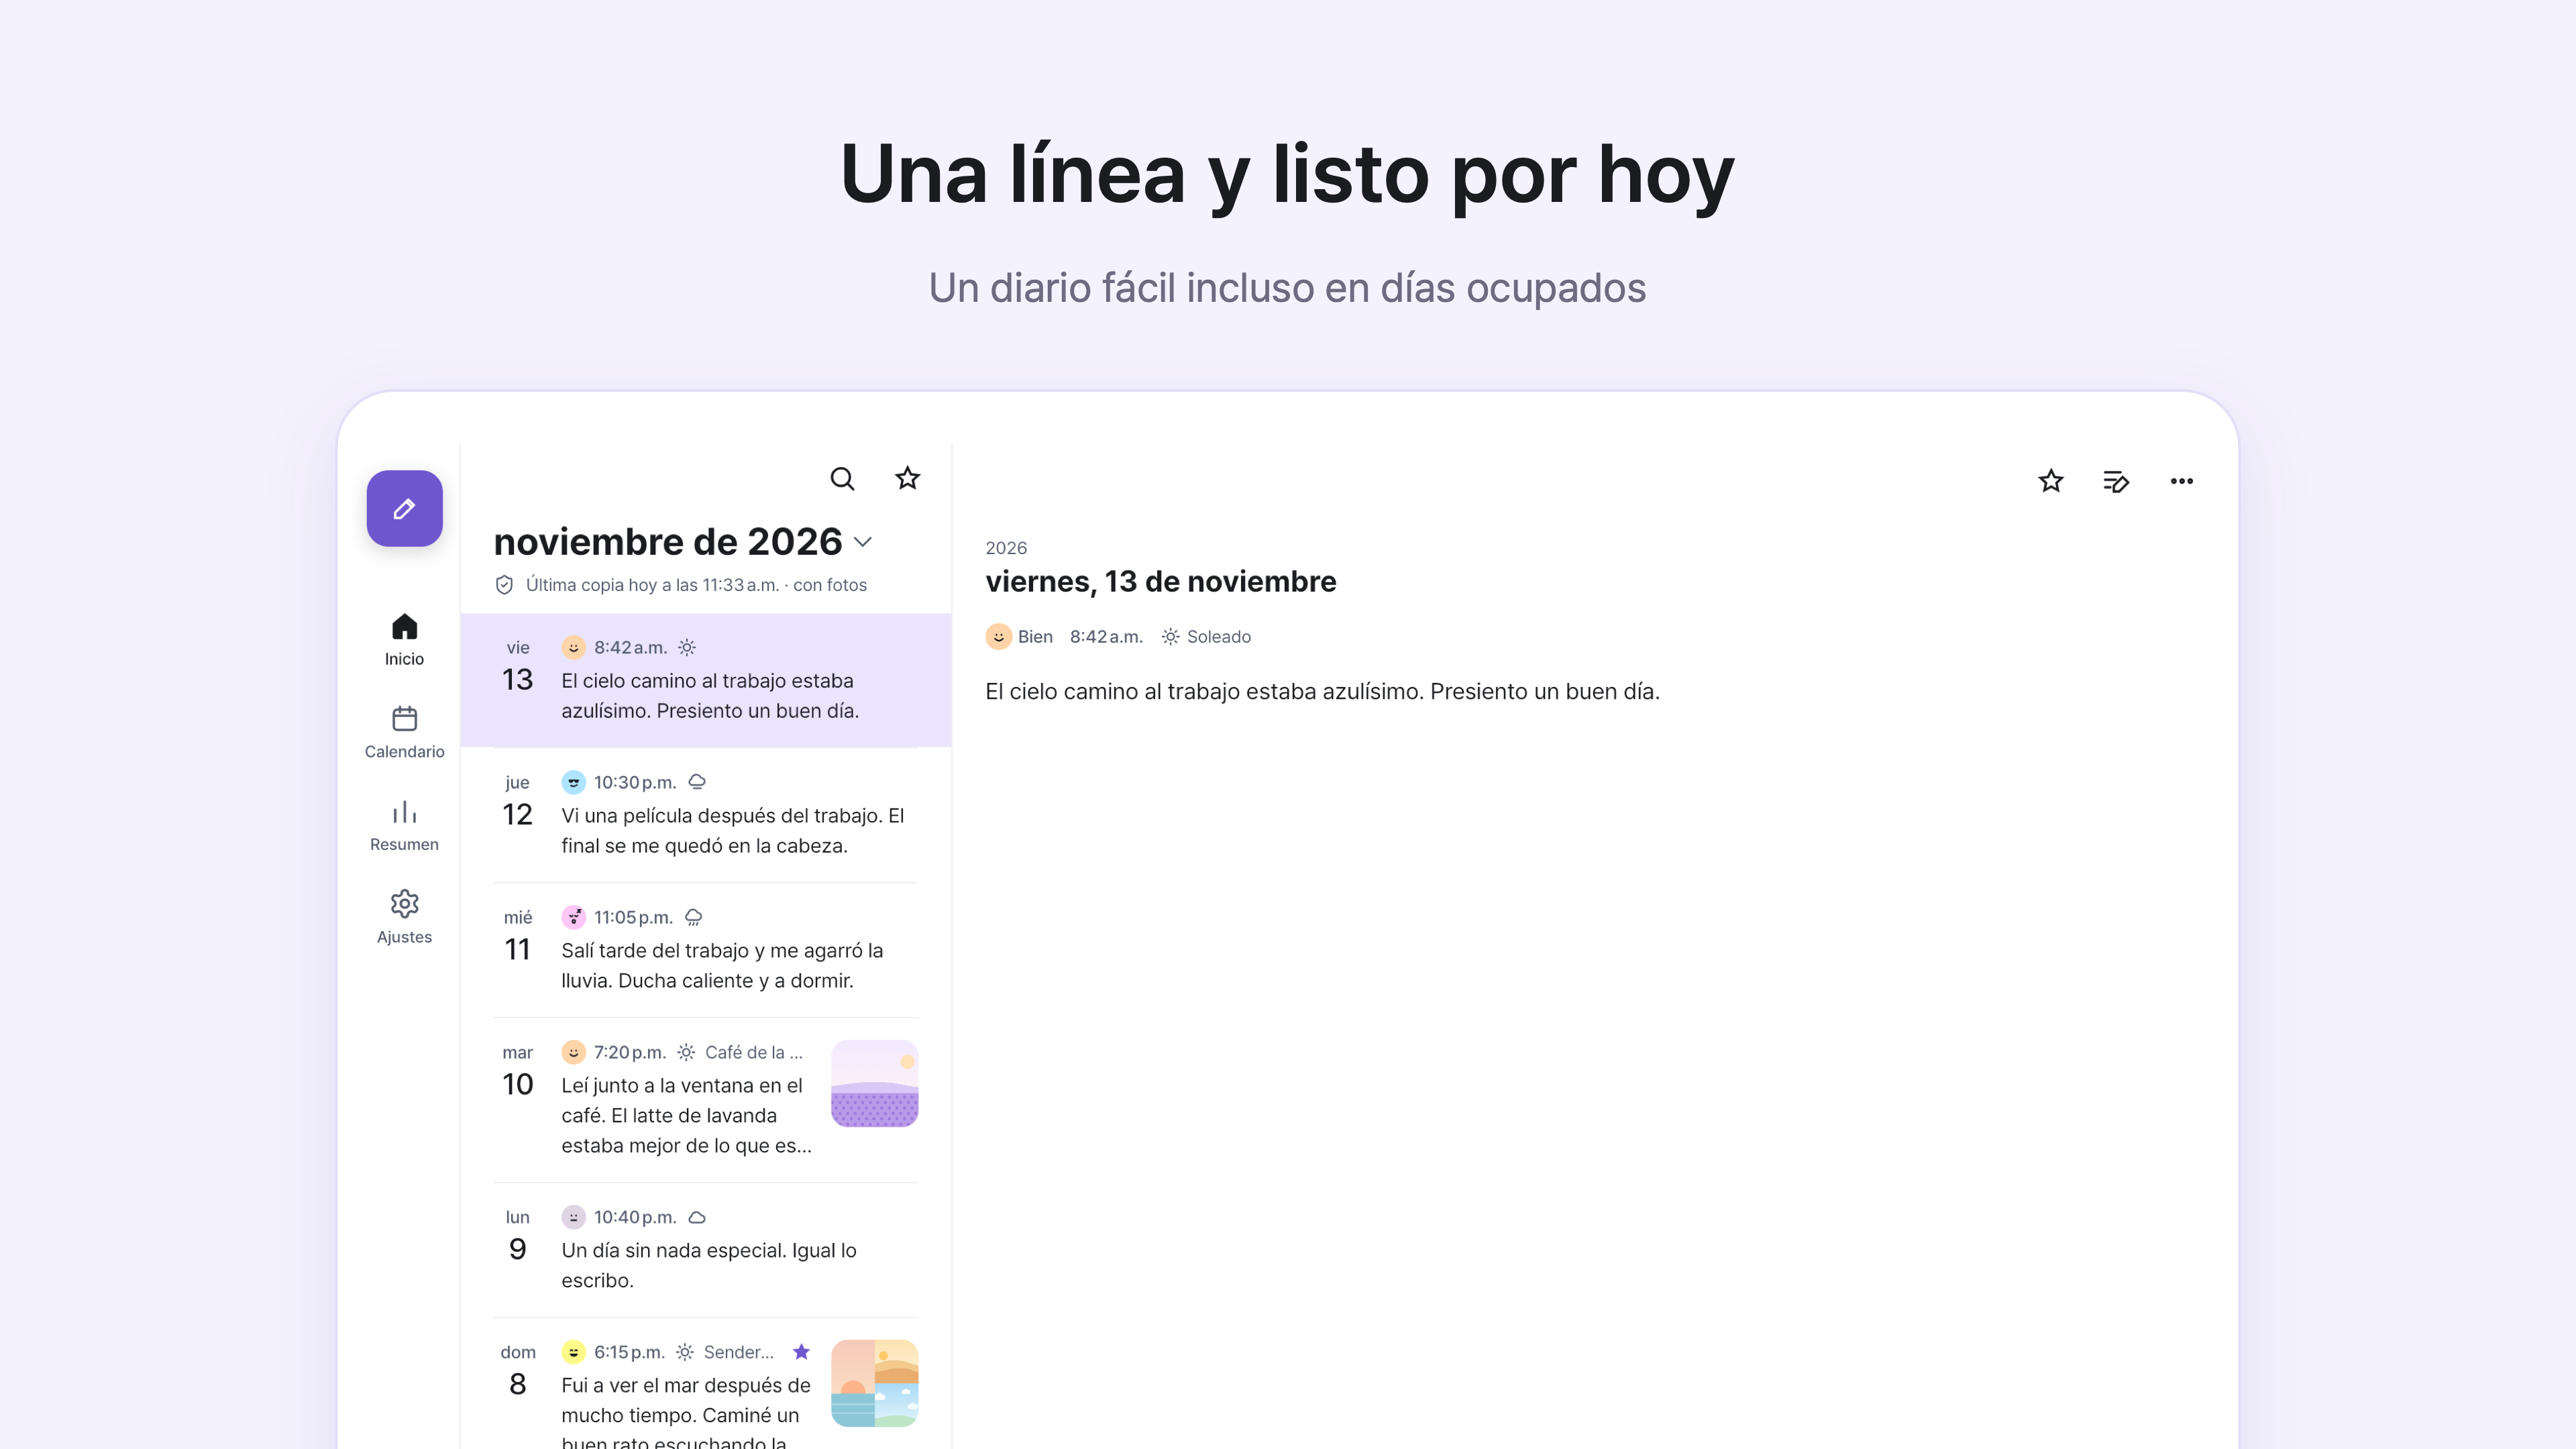 Una línea y listo por hoy
Un diario fácil incluso en días ocupados
Inicio
Calendario
Resumen
Ajustes
noviembre de 2026
Última copia hoy a las 11:33 a.m. · con fotos
vie
13
8:42 a.m.
El cielo camino al trabajo estaba
azulísimo. Presiento un buen día.
jue
12
10:30 p.m.
Vi una película después del trabajo. El
final se me quedó en la cabeza.
mié
11
11:05 p.m.
Salí tarde del trabajo y me agarró la
lluvia. Ducha caliente y a dormir.
mar
10
7:20 p.m. Café de la ...
Leí junto a la ventana en el
café. El latte de lavanda
estaba mejor de lo que es...
lun
9
10:40 p.m.
Un día sin nada especial. Igual lo
escribo.
dom
8
6:15 p.m. Sender...
Fui a ver el mar después de
mucho tiempo. Caminé un
buen rato escuchando la
2026
viernes, 13 de noviembre
Bien 8:42 a.m. Soleado
El cielo camino al trabajo estaba azulísimo. Presiento un buen día.